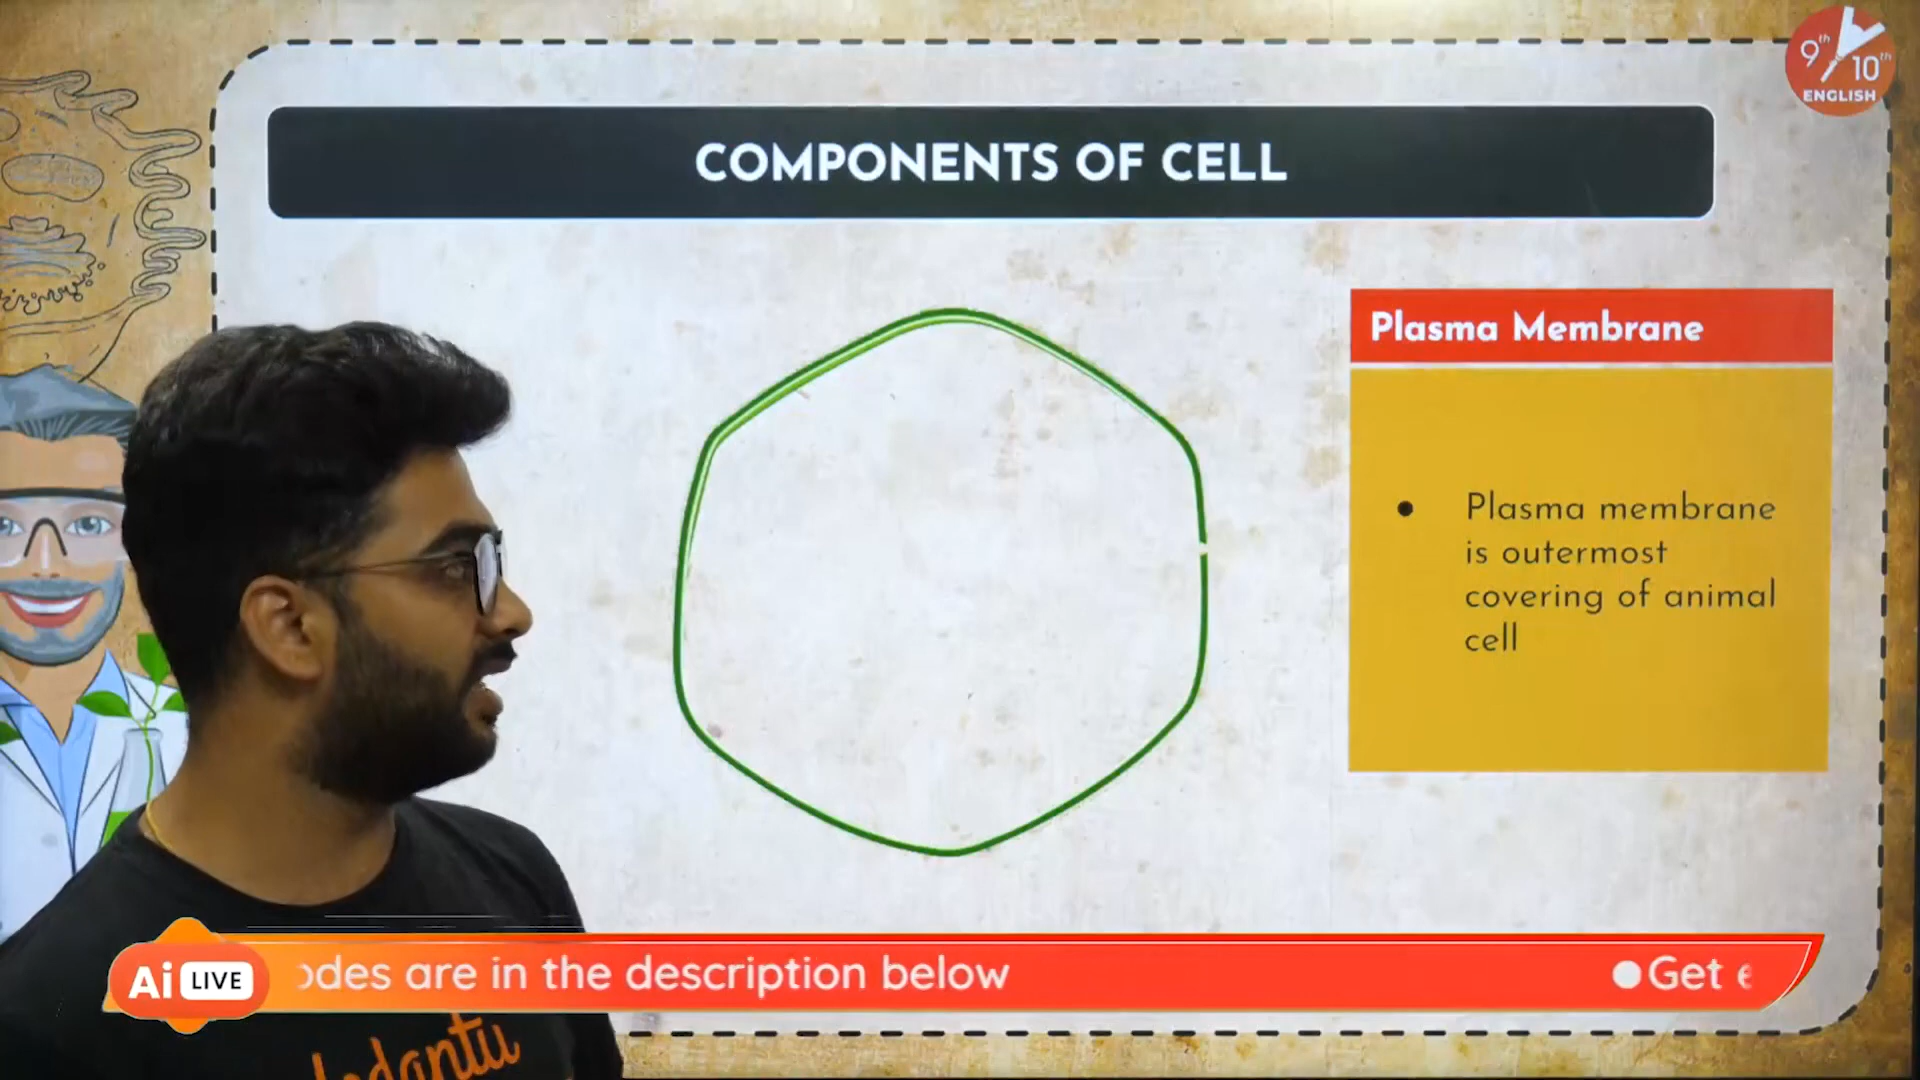 9th
10th
ENGLISH
COMPONENTS OF CELL
Plasma Membrane
● Plasma membrane
is outermost
covering of animal
cell
Ai LIVE
odes are in the description below
●Get e
edantu